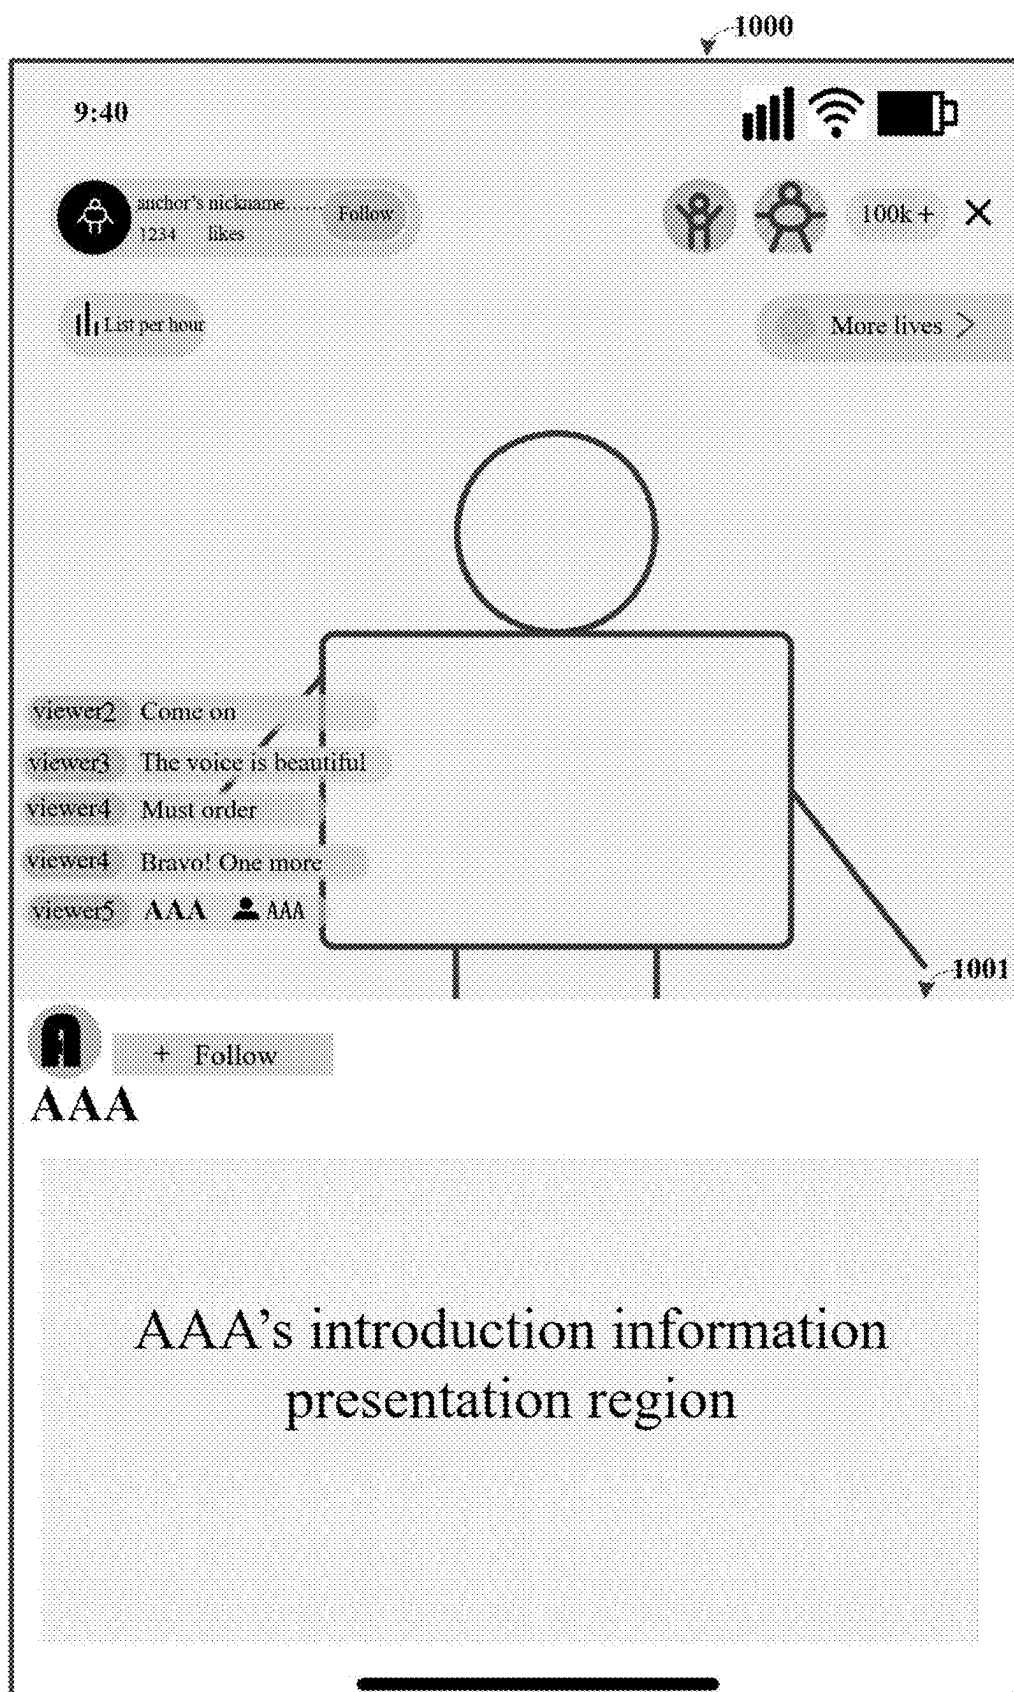 1000
9:40
anchor's nickname...... Follow
1234 likes
100k +
List per hour
More lives
viewer2 Come on
viewer3 The voice is beautiful
viewer4 Must order
viewer4 Bravo! One more
viewer5 AAA AAA
1001
A
+ Follow
AAA
AAA's introduction information
presentation region